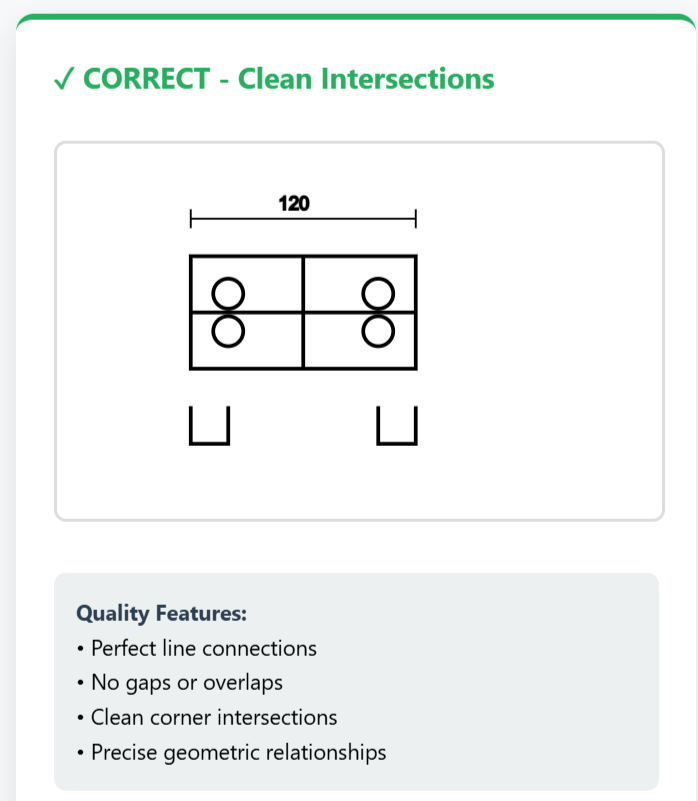 ✓ CORRECT - Clean Intersections
120
Quality Features:
• Perfect line connections
• No gaps or overlaps
• Clean corner intersections
• Precise geometric relationships